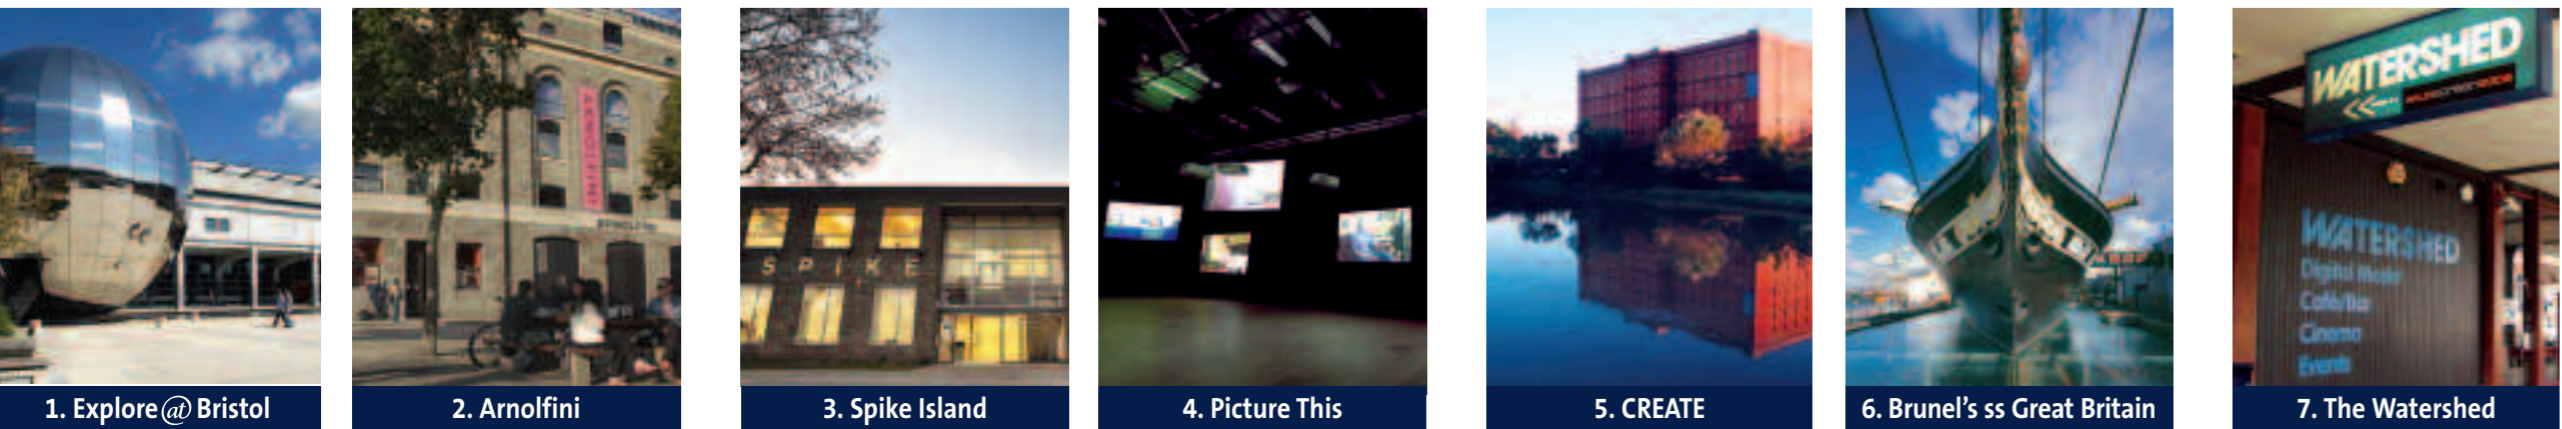 1. Explore@Bristol
2. Arnolfini
3. Spike Island
4. Picture This
5. CREATE
6. Brunel's ss Great Britain
7. The Watershed
ARNOLFINI
SPIKE
WATERSHED
WATERSHED
Digital Media
Café/Bar
Cinema
Events